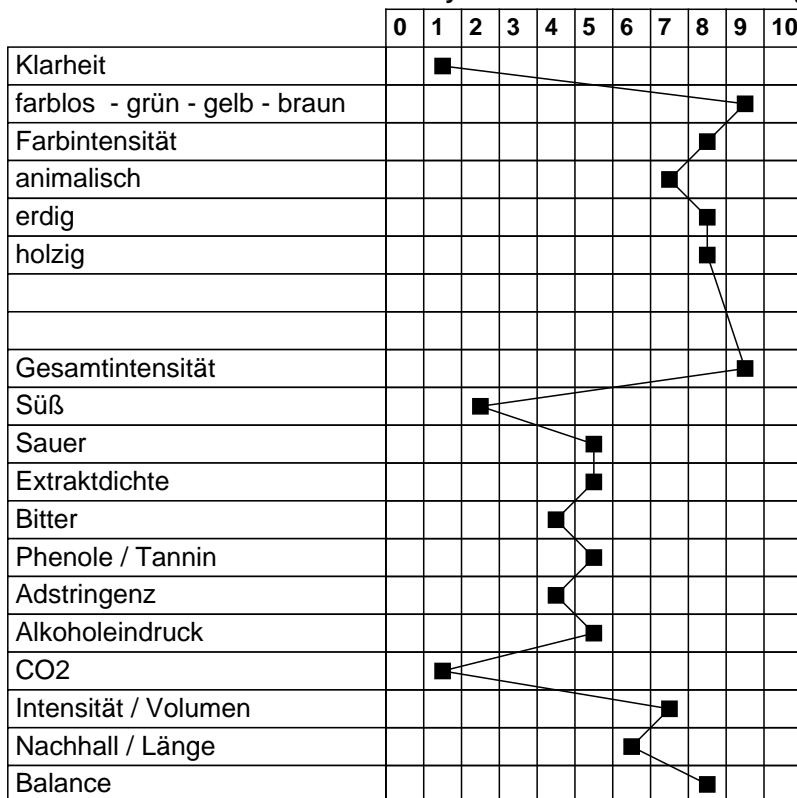 0 1 2 3 4 5 6 7 8 9 10
Klarheit
farblos - grün - gelb - braun
Farbintensität
animalisch
erdig
holzig
Gesamtintensität
Süß
Sauer
Extraktdichte
Bitter
Phenole / Tannin
Adstringenz
Alkoholeindruck
CO2
Intensität / Volumen
Nachhall / Länge
Balance